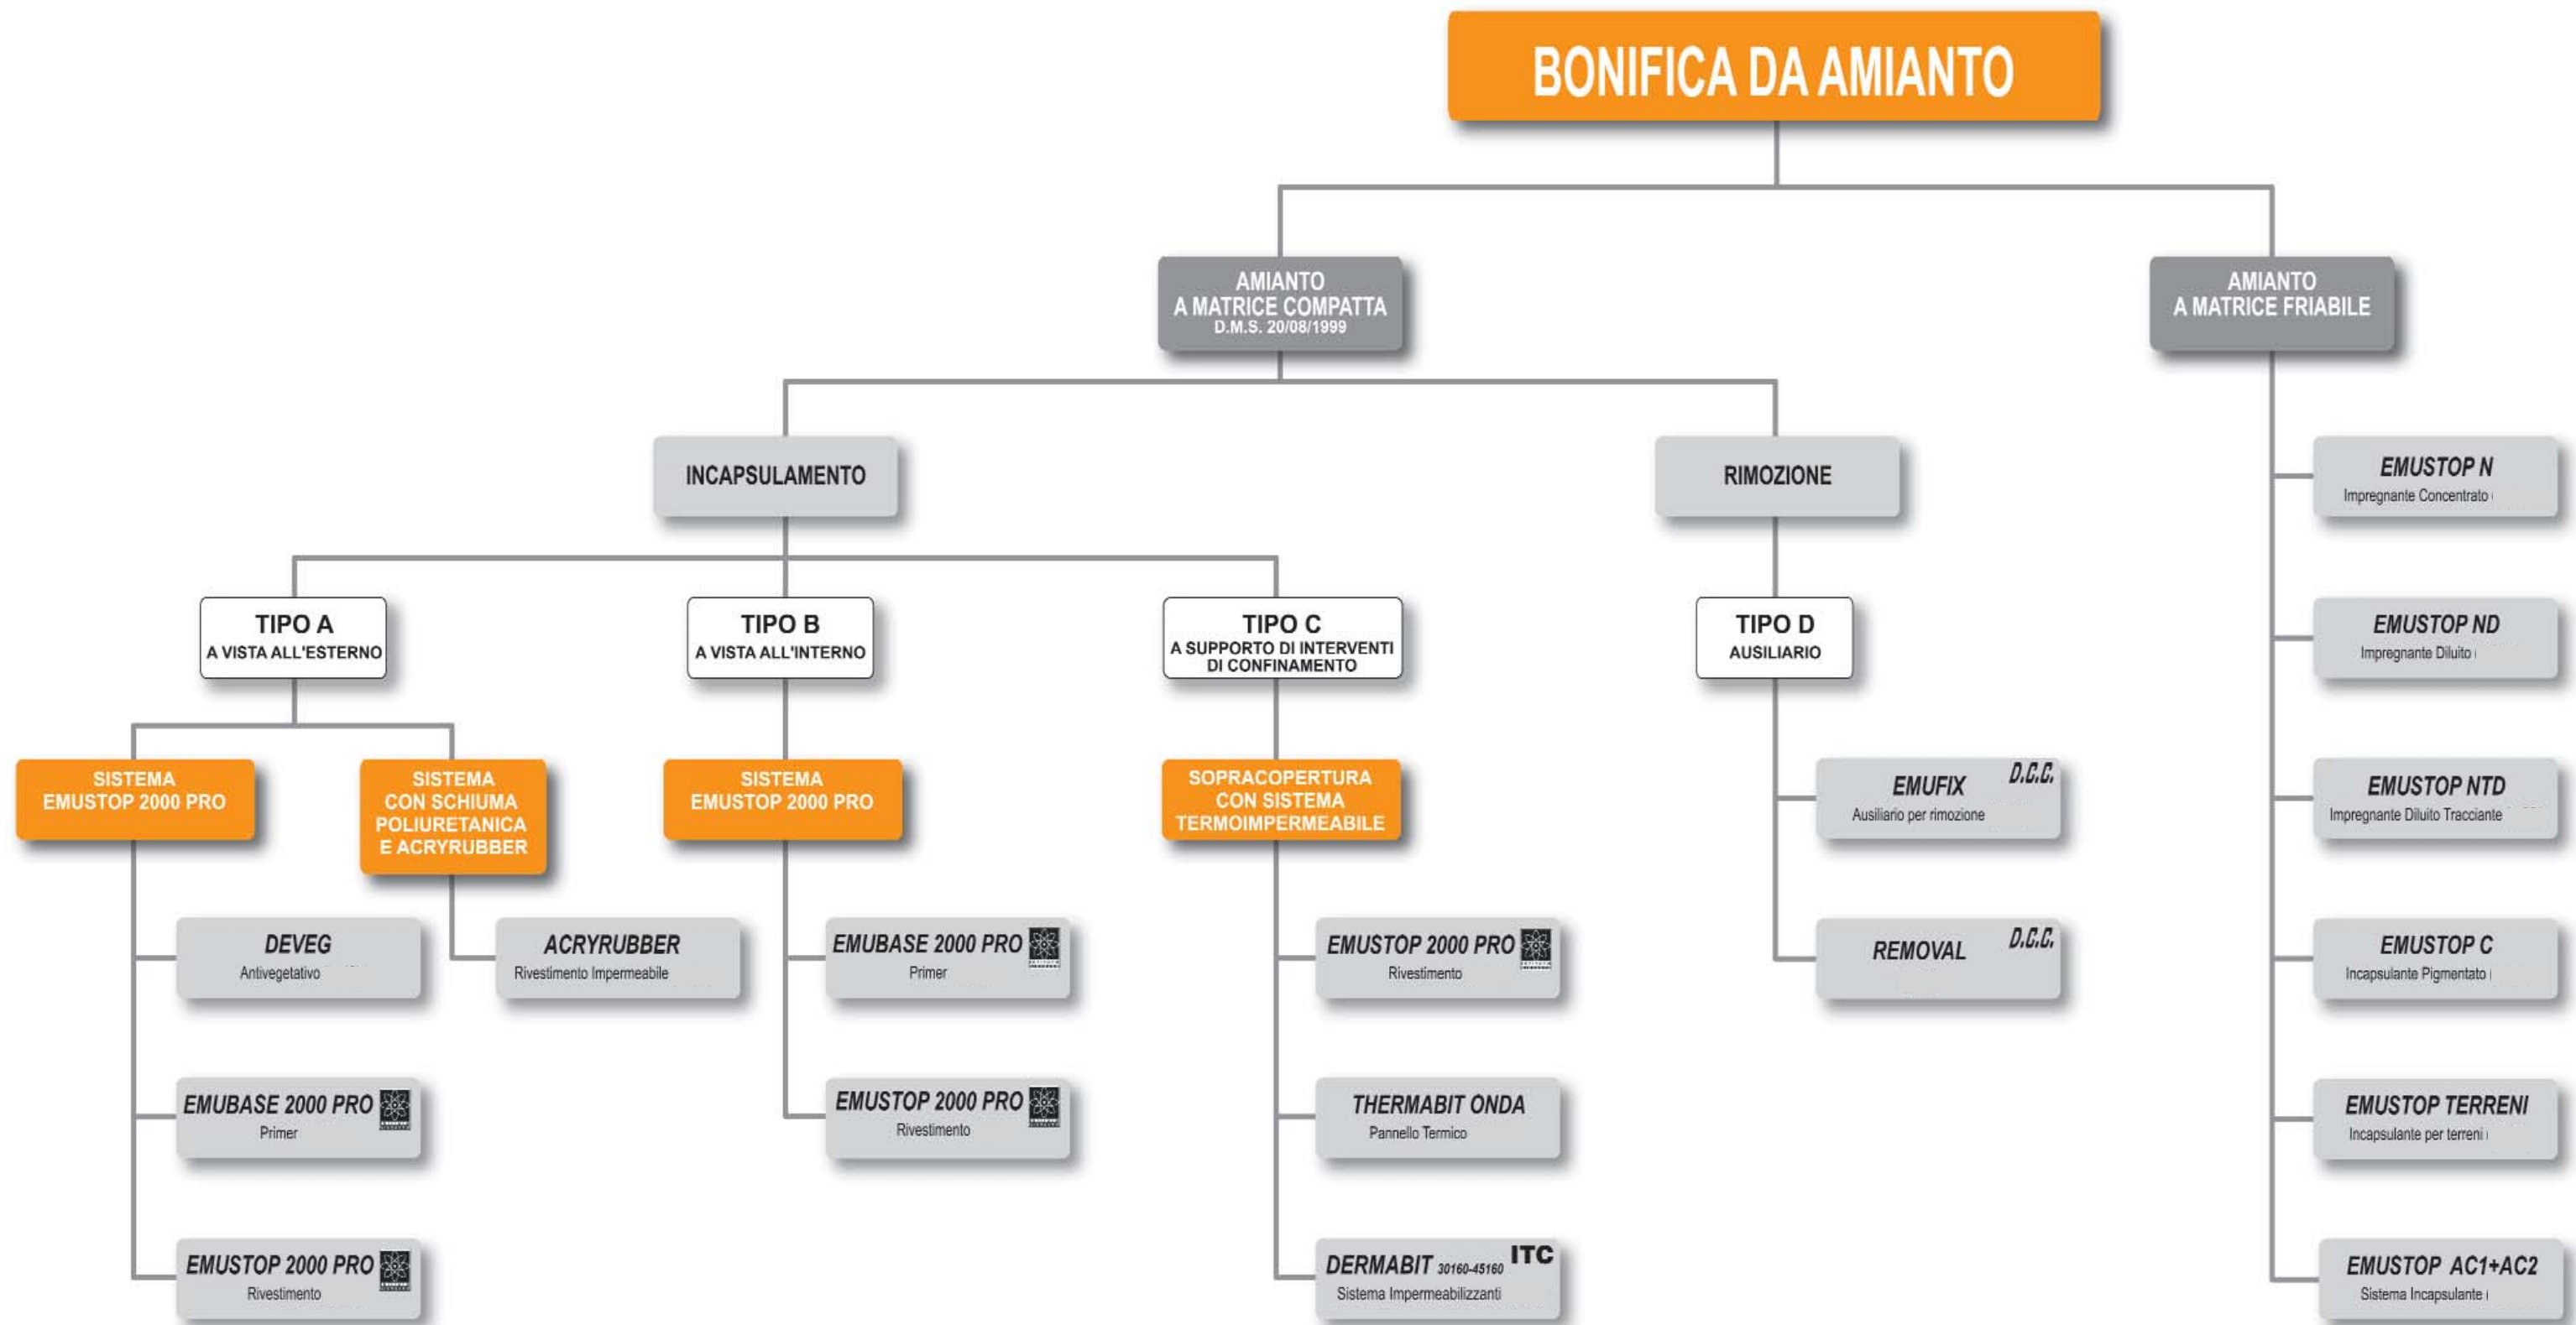 BONIFICA DA AMIANTO
AMIANTO
A MATRICE COMPATTA
D.M.S. 20/08/1999
AMIANTO
A MATRICE FRIABILE
INCAPSULAMENTO
RIMOZIONE
TIPO A
A VISTA ALL'ESTERNO
TIPO B
A VISTA ALL'INTERNO
TIPO C
A SUPPORTO DI INTERVENTI
DI CONFINAMENTO
TIPO D
AUSILIARIO
SISTEMA
EMUSTOP 2000 PRO
SISTEMA
CON SCHIUMA
POLIURETANICA
E ACRYRUBBER
SISTEMA
EMUSTOP 2000 PRO
SOPRACOPERTURA
CON SISTEMA
TERMOIMPERMEABILE
DEVEG
Antivegetativo
EMUBASE 2000 PRO
Primer
EMUSTOP 2000 PRO
Rivestimento
ACRYRUBBER
Rivestimento Impermeabile
EMUBASE 2000 PRO
Primer
EMUSTOP 2000 PRO
Rivestimento
EMUSTOP 2000 PRO
Rivestimento
THERMABIT ONDA
Pannello Termico
DERMABIT 30160-45160 ITC
Sistema Impermeabilizzanti
EMUFIX D.C.C.
Ausiliario per rimozione
REMOVAL D.C.C.
EMUSTOP N
Impregnante Concentrato
EMUSTOP ND
Impregnante Diluito
EMUSTOP NTD
Impregnante Diluito Tracciante
EMUSTOP C
Incapsulante Pigmentato
EMUSTOP TERRENI
Incapsulante per terreni
EMUSTOP AC1+AC2
Sistema Incapsulante